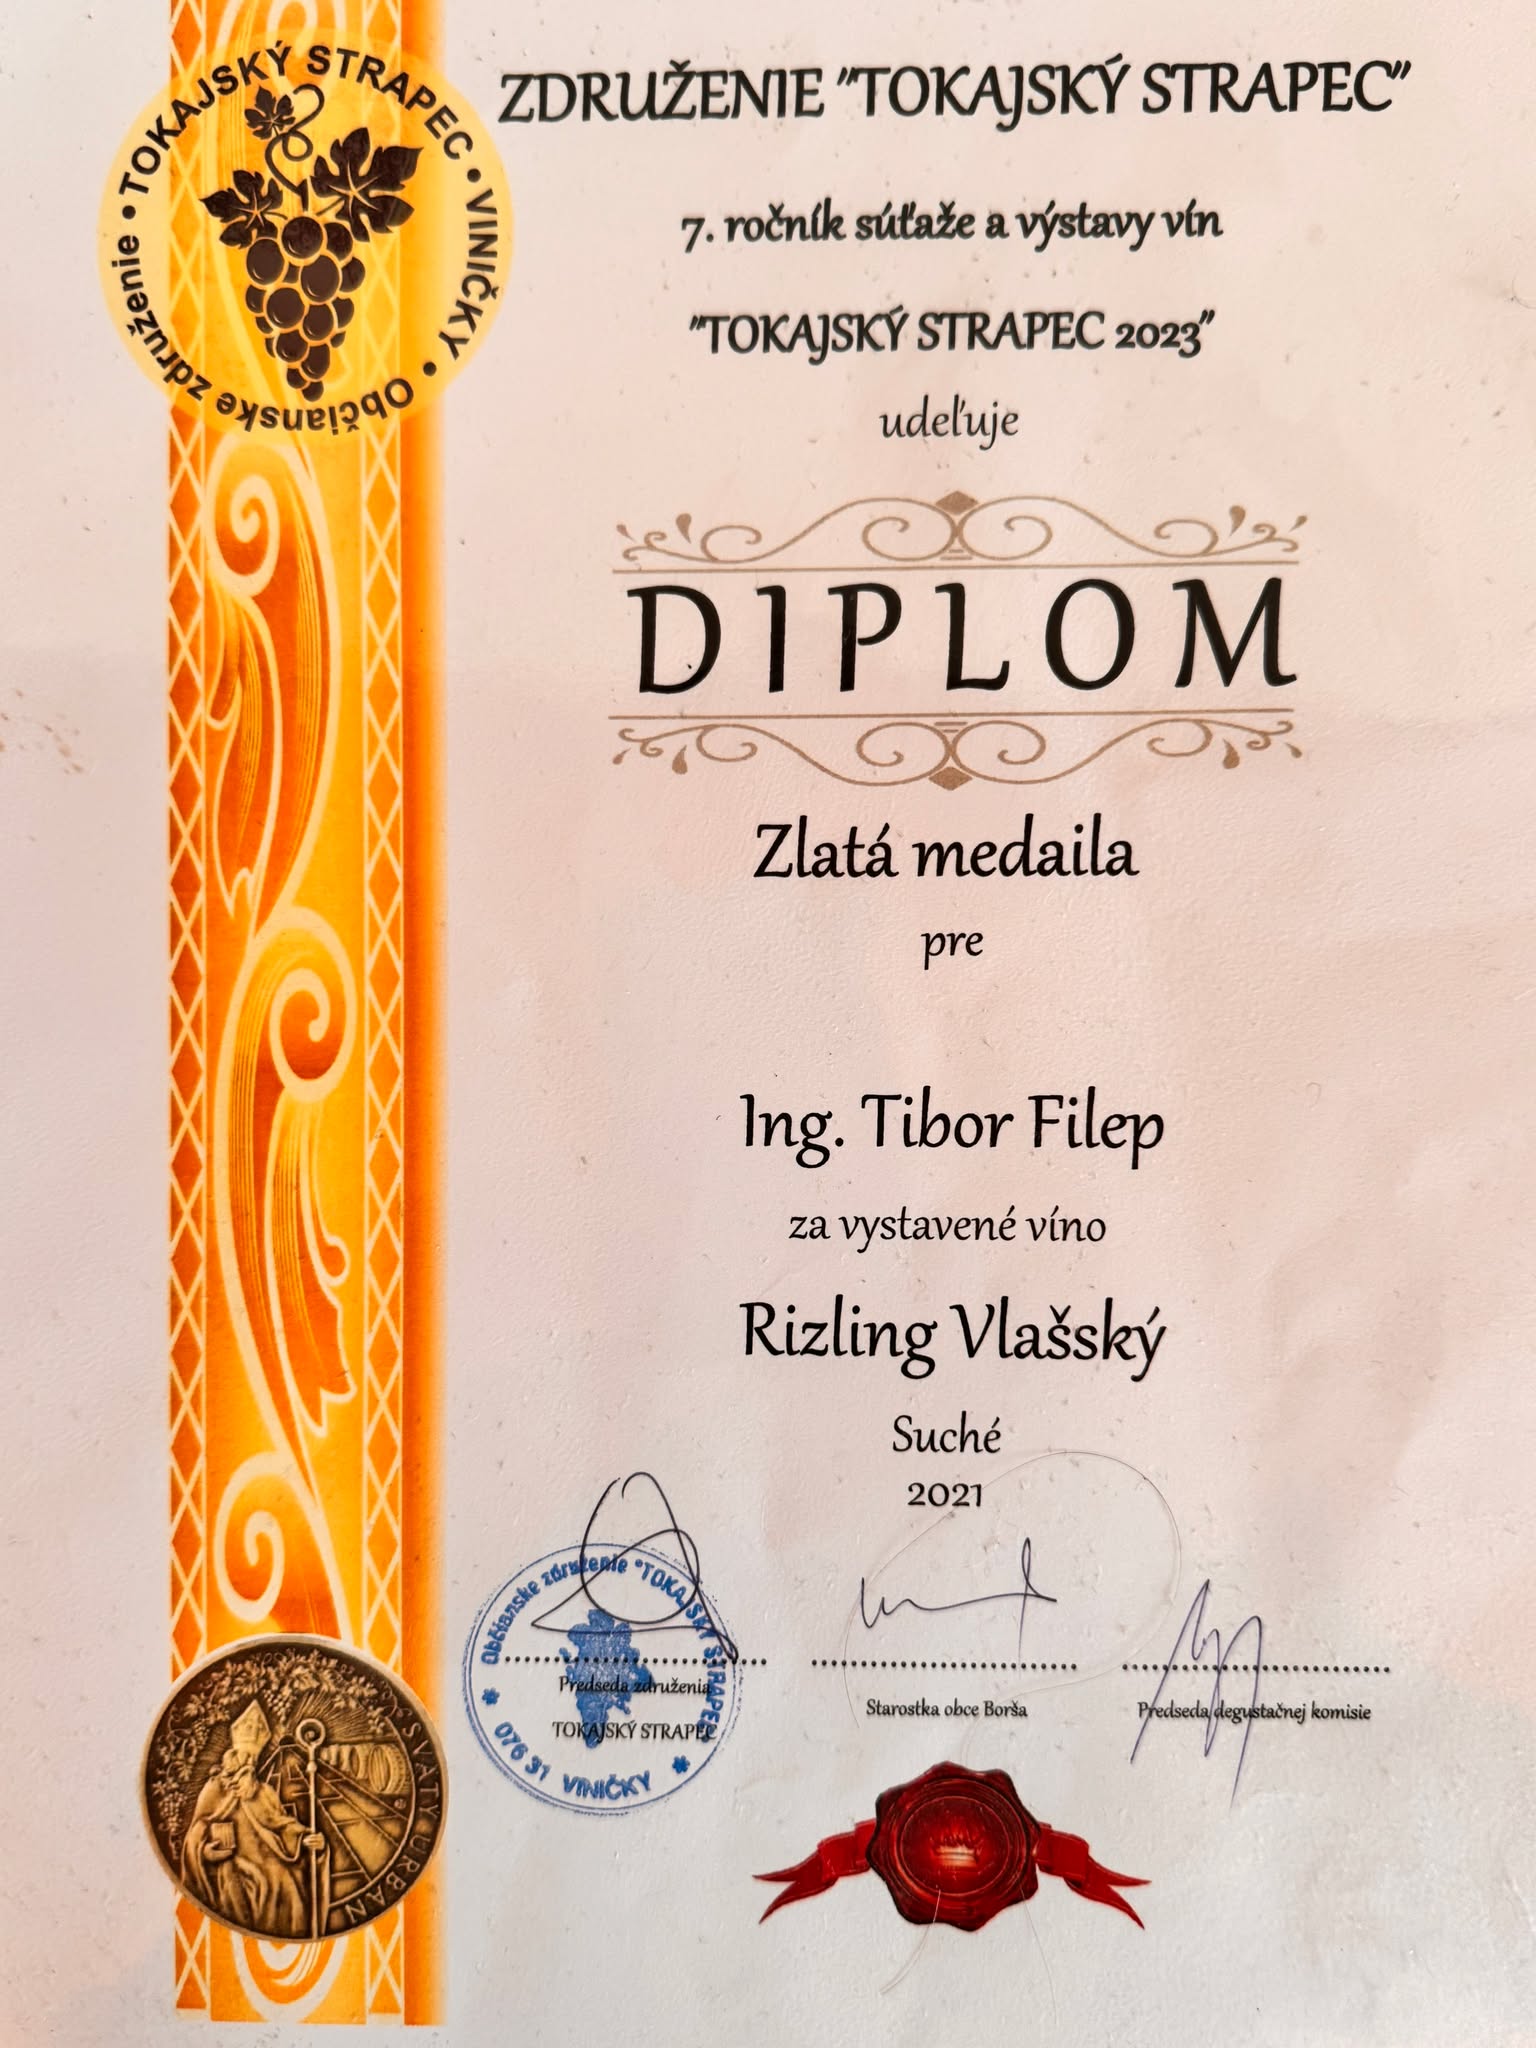 Občianske združenie • TOKAJSKÝ STRAPEC • VINIČKY •
ZDRUŽENIE "TOKAJSKÝ STRAPEC"
7. ročník súťaže a výstavy vín
"TOKAJSKÝ STRAPEC 2023"
udeľuje
DIPLOM
Zlatá medaila
pre
Ing. Tibor Filep
za vystavené víno
Rizling Vlašský
Suché
2021
Občianske združenie "TOKAJSKÝ STRAPEC"
* 076 31 VINIČKY *
Predseda združenia
TOKAJSKÝ STRAPEC
Starostka obce Borša
Predseda degustačnej komisie
SVÄTÝ URBAN